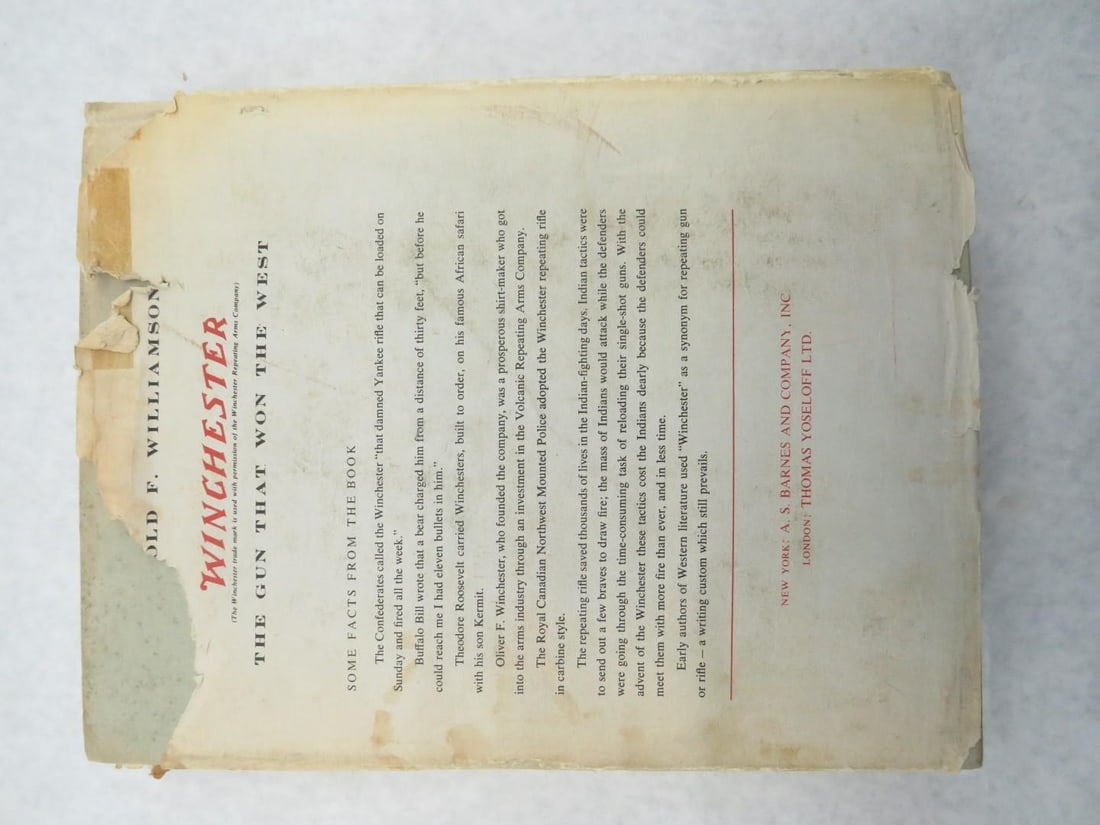 OLD F. WILLIAMSON,
WINCHESTER
(The Winchester trade mark is used with permission of the Winchester Repeating Arms Company)
THE GUN THAT WON THE WEST
SOME FACTS FROM THE BOOK
The Confederates called the Winchester "that damned Yankee rifle that can be loaded on
Sunday and fired all the week."
Buffalo Bill wrote that a bear charged him from a distance of thirty feet, "but before he
could reach me I had eleven bullets in him."
Theodore Roosevelt carried Winchesters, built to order, on his famous African safari
with his son Kermit.
Oliver F. Winchester, who founded the company, was a prosperous shirt-maker who got
into the arms industry through an investment in the Volcanic Repeating Arms Company.
The Royal Canadian Northwest Mounted Police adopted the Winchester repeating rifle
in carbine style.
The repeating rifle saved thousands of lives in the Indian-fighting days. Indian tactics were
to send out a few braves to draw fire; the mass of Indians would attack while the defenders
were going through the time-consuming task of reloading their single-shot guns. With the
advent of the Winchester these tactics cost the Indians dearly because the defenders could
meet them with more fire than ever, and in less time.
Early authors of Western literature used "Winchester" as a synonym for repeating gun
or rifle — a writing custom which still prevails.
NEW YORK: A. S. BARNES AND COMPANY, INC
LONDON: THOMAS YOSELOFF LTD.